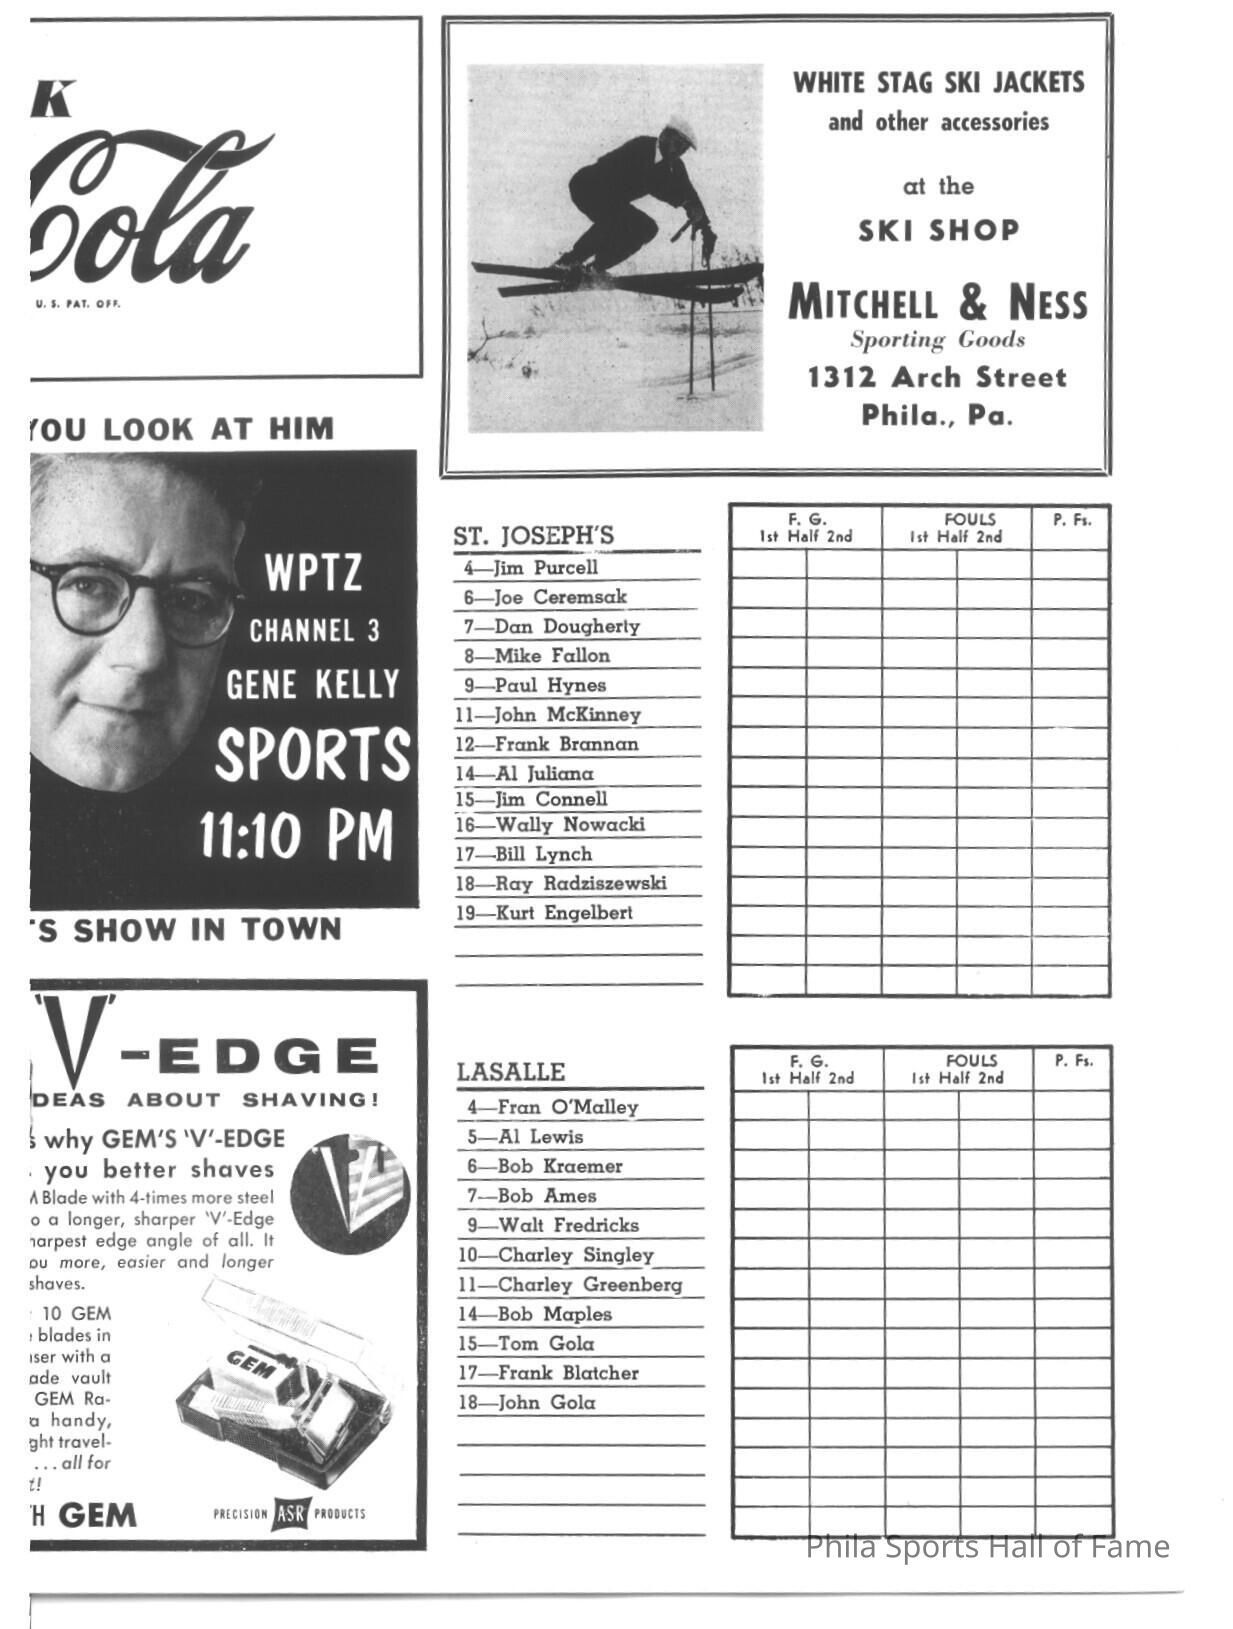 K
Cola
U. S. PAT. OFF.
YOU LOOK AT HIM
WPTZ
CHANNEL 3
GENE KELLY
SPORTS
11:10 PM
'S SHOW IN TOWN
'V'-EDGE
DEAS ABOUT SHAVING!
s why GEM'S 'V'-EDGE
you better shaves
M Blade with 4-times more steel
o a longer, sharper 'V'-Edge
harpest edge angle of all. It
ou more, easier and longer
shaves.
10 GEM
blades in
nser with a
ade vault
GEM Ra-
a handy,
ght travel-
... all for
t!
TH GEM
GEM
PRECISION ASR PRODUCTS
WHITE STAG SKI JACKETS
and other accessories
at the
SKI SHOP
MITCHELL & NESS
Sporting Goods
1312 Arch Street
Phila., Pa.
ST. JOSEPH'S
F. G. FOULS P. Fs.
1st Half 2nd 1st Half 2nd
4—Jim Purcell
6—Joe Ceremsak
7—Dan Dougherty
8—Mike Fallon
9—Paul Hynes
11—John McKinney
12—Frank Brannan
14—Al Juliana
15—Jim Connell
16—Wally Nowacki
17—Bill Lynch
18—Ray Radziszewski
19—Kurt Engelbert
LASALLE
F. G. FOULS P. Fs.
1st Half 2nd 1st Half 2nd
4—Fran O'Malley
5—Al Lewis
6—Bob Kraemer
7—Bob Ames
9—Walt Fredricks
10—Charley Singley
11—Charley Greenberg
14—Bob Maples
15—Tom Gola
17—Frank Blatcher
18—John Gola
Phila Sports Hall of Fame